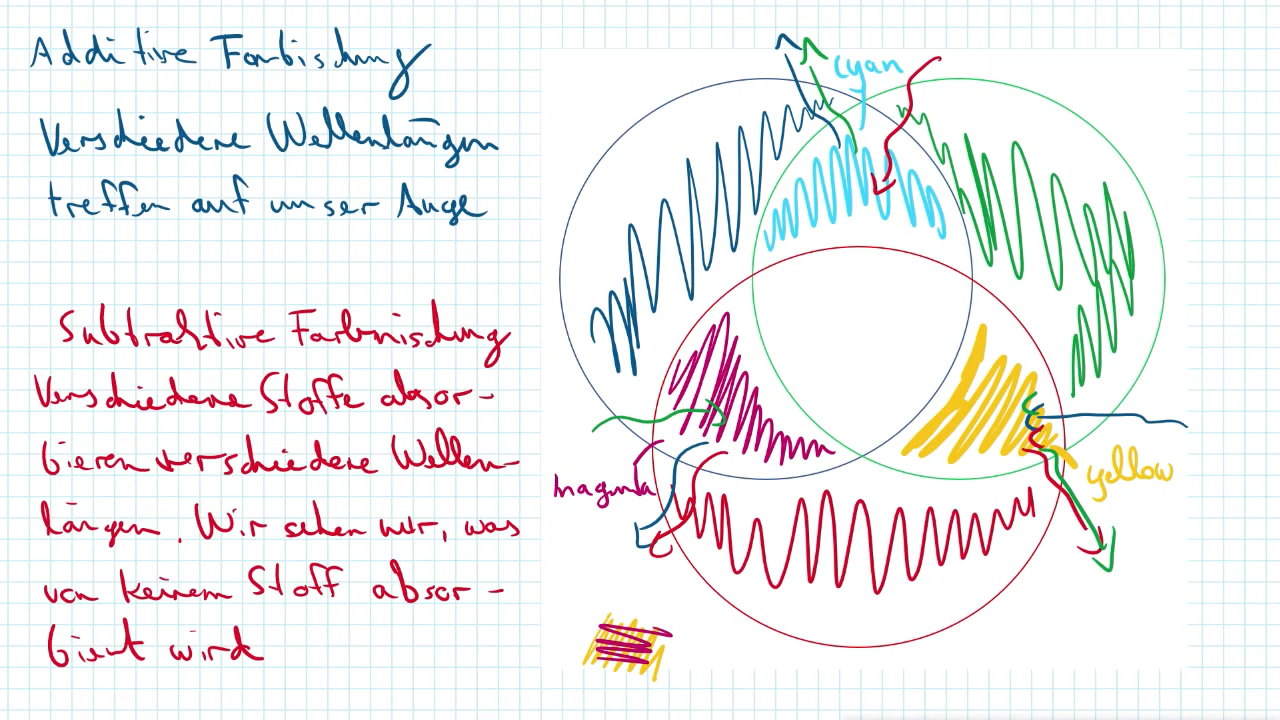 Additive Farbischung
Verschiedene Wellenlängen
treffen auf unser Auge
Subtraktive Farbmischung
Verschiedene Stoffe absor-
bieren verschiedene Wellen-
längen. Wir sehen nur, was
von keinem Stoff absor-
biert wird
cyan
magenta
yellow